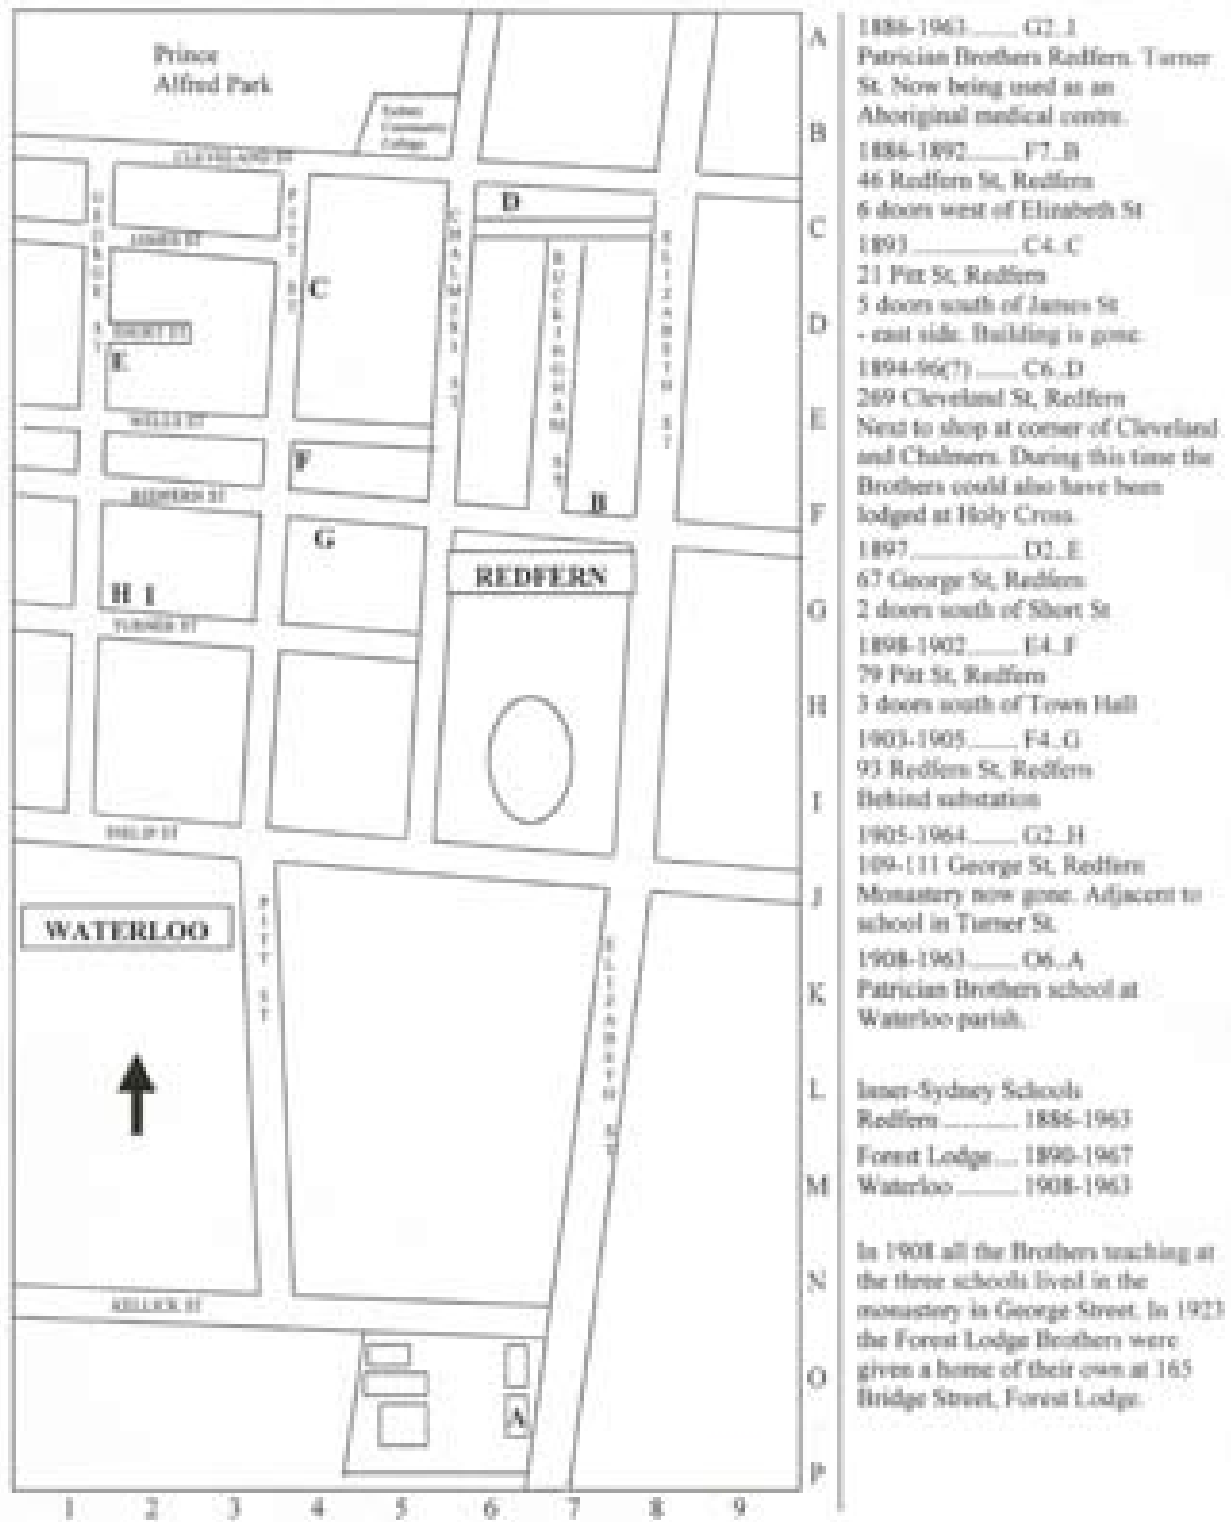 Prince
Alfred Park
Sydney
Community
College
CLEVELAND ST
GEORGE ST
PITT ST
CHALMERS ST
BUCKINGHAM ST
ELIZABETH ST
JAMES ST
SHORT ST
WELLS ST
REDFERN ST
TURNER ST
PHILIP ST
PITT ST
ELIZABETH ST
KELLICK ST
D
C
E
F
B
G
H I
REDFERN
WATERLOO
A
A
B
C
D
E
F
G
H
I
J
K
L
M
N
O
P
1 2 3 4 5 6 7 8 9
1886-1963........ G2..I
Patrician Brothers Redfern. Turner
St. Now being used as an
Aboriginal medical centre.
1886-1892........ F7..B
46 Redfern St, Redfern
6 doors west of Elizabeth St
1893 ................ C4..C
21 Pitt St, Redfern
5 doors south of James St
- east side. Building is gone.
1894-96(?) ....... C6..D
269 Cleveland St, Redfern
Next to shop at corner of Cleveland
and Chalmers. During this time the
Brothers could also have been
lodged at Holy Cross.
1897................. D2..E
67 George St, Redfern
2 doors south of Short St
1898-1902........ E4..F
79 Pitt St, Redfern
3 doors south of Town Hall
1903-1905........ F4..G
93 Redfern St, Redfern
Behind substation
1905-1964........ G2..H
109-111 George St, Redfern
Monastery now gone. Adjacent to
school in Turner St.
1908-1963........ O6..A
Patrician Brothers school at
Waterloo parish.
Inner-Sydney Schools
Redfern ............ 1886-1963
Forest Lodge.... 1890-1967
Waterloo .......... 1908-1963
In 1908 all the Brothers teaching at
the three schools lived in the
monastery in George Street. In 1923
the Forest Lodge Brothers were
given a home of their own at 165
Bridge Street, Forest Lodge.